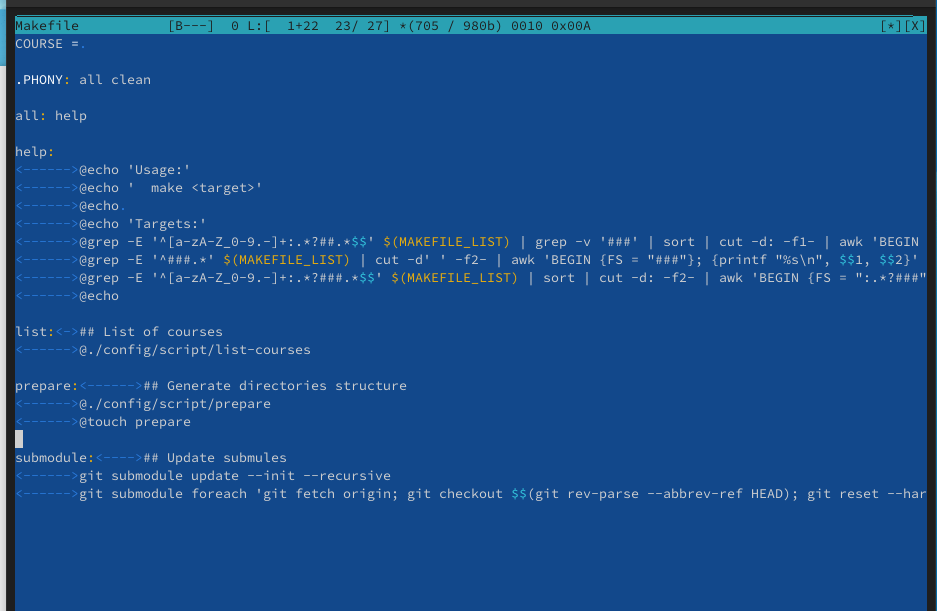 Makefile [B---] 0 L:[ 1+22 23/ 27] *(705 / 980b) 0010 0x00A [*][X]
COURSE =.
.PHONY: all clean
all: help
help:
<------>@echo 'Usage:'
<------>@echo '  make <target>'
<------>@echo.
<------>@echo 'Targets:'
<------>@grep -E '^[a-zA-Z_0-9.-]+:.*?##.*$$' $(MAKEFILE_LIST) | grep -v '###' | sort | cut -d: -f1- | awk 'BEGIN
<------>@grep -E '^###.*' $(MAKEFILE_LIST) | cut -d' ' -f2- | awk 'BEGIN {FS = "###"}; {printf "%s\n", $$1, $$2}'
<------>@grep -E '^[a-zA-Z_0-9.-]+:.*?###.*$$' $(MAKEFILE_LIST) | sort | cut -d: -f2- | awk 'BEGIN {FS = ":.*?###"
<------>@echo
list:<->## List of courses
<------>@./config/script/list-courses
prepare:<------>## Generate directories structure
<------>@./config/script/prepare
<------>@touch prepare
submodule:<---->## Update submules
<------>git submodule update --init --recursive
<------>git submodule foreach 'git fetch origin; git checkout $$(git rev-parse --abbrev-ref HEAD); git reset --har